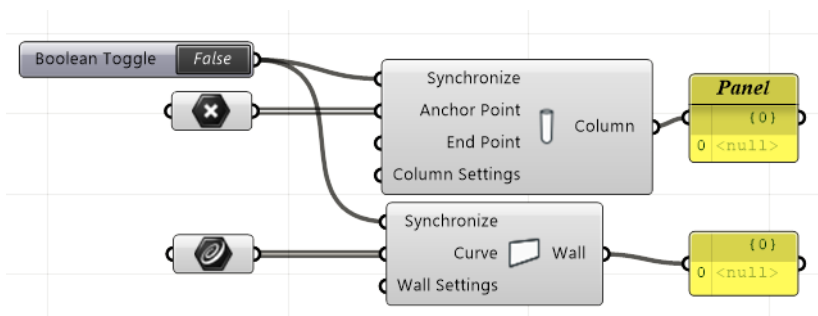 Boolean Toggle False
Synchronize
Anchor Point
End Point
Column Settings
Column
Panel
{0}
0 <null>
Synchronize
Curve
Wall Settings
Wall
{0}
0 <null>